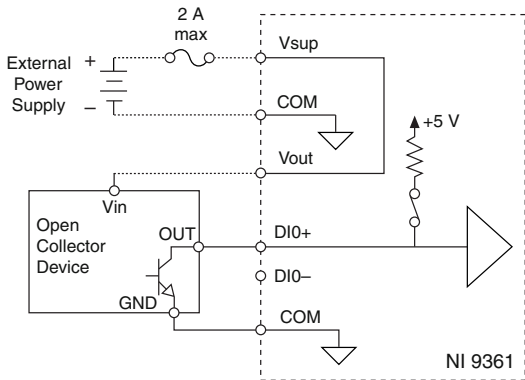 2 A
max
Vsup
External
Power
Supply
+
–
COM
+5 V
Vout
Vin
Open
Collector
Device
OUT
DI0+
DI0–
GND
COM
NI 9361